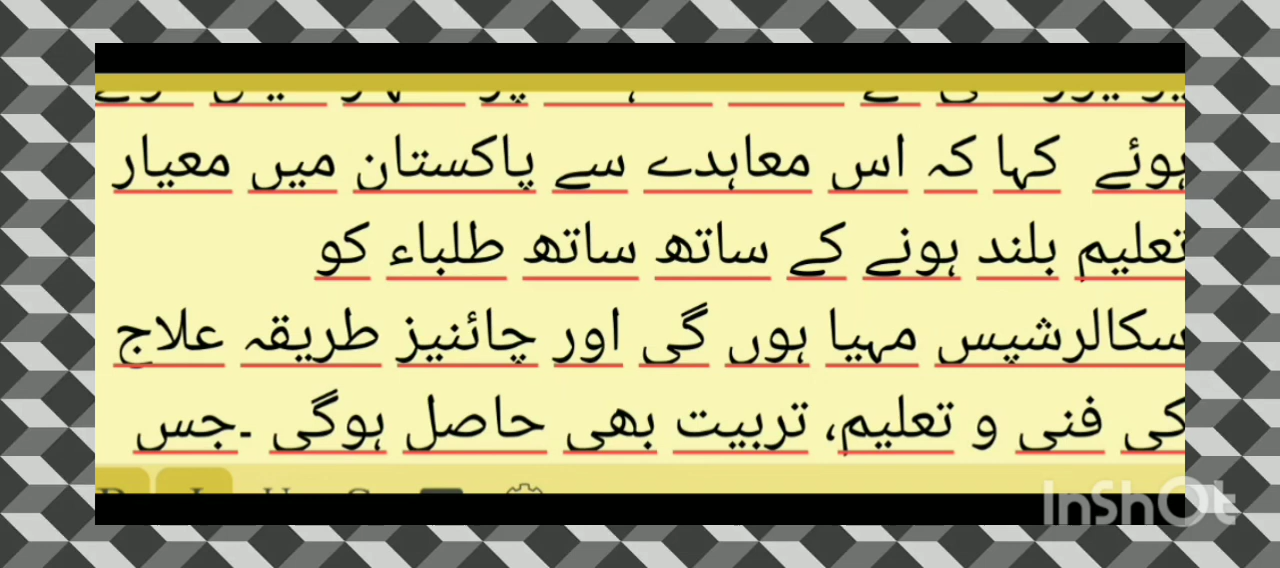 ہوئے کہا کہ اس معاہدے سے پاکستان میں معیار
تعلیم بلند ہونے کے ساتھ ساتھ طلباء کو
سکالرشپس مہیا ہوں گی اور چائنیز طریقہ علاج
کی فنی و تعلیم، تربیت بھی حاصل ہوگی ۔جس
InShOt